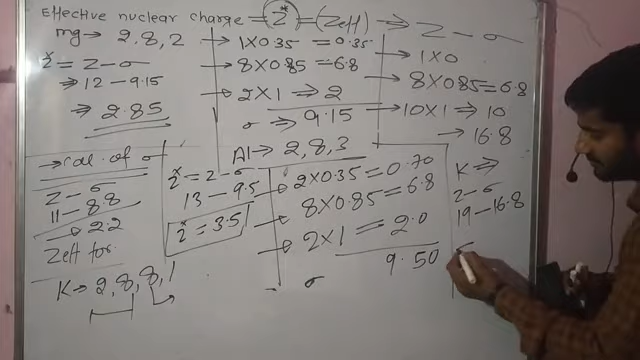 Effective nuclear charge = Z* = (Zeff) → Z - σ
mg → 2,8,2
Z* = Z - σ
→ 12 - 9.15
→ 2.85
→ 1×0.35 = 0.35
→ 8×0.85 = 6.8
→ 2×1 → 2
σ → 9.15
→ 1×0
→ 8×0.85 = 6.8
→ 10×1 → 10
→ 16.8
→ cal. of σ
Z - σ
11 - 8.8
→ 2.2
Zeff for
K → 2,8,8,1
Al → 2,8,3
Z* = Z - σ
13 - 9.5
Z* = 3.5
→ 2×0.35 = 0.70
→ 8×0.85 = 6.8
→ 2×1 = 2.0
σ 9.50
K →
Z - σ
19 - 16.8